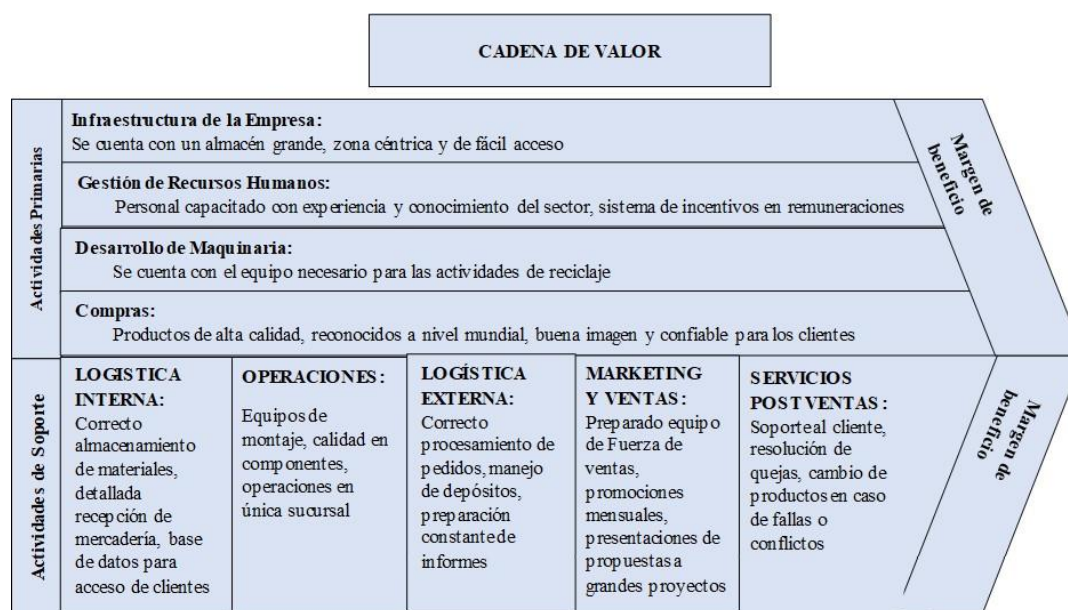 CADENA DE VALOR
Actividades Primarias
Infraestructura de la Empresa:
Se cuenta con un almacén grande, zona céntrica y de fácil acceso
Gestión de Recursos Humanos:
Personal capacitado con experiencia y conocimiento del sector, sistema de incentivos en remuneraciones
Desarrollo de Maquinaria:
Se cuenta con el equipo necesario para las actividades de reciclaje
Compras:
Productos de alta calidad, reconocidos a nivel mundial, buena imagen y confiable para los clientes
Margen de
beneficio
Actividades de Soporte
LOGISTICA
INTERNA:
Correcto
almacenamiento
de materiales,
detallada
recepción de
mercadería, base
de datos para
acceso de clientes
OPERACIONES:
Equipos de
montaje, calidad en
componentes,
operaciones en
única sucursal
LOGÍSTICA
EXTERNA:
Correcto
procesamiento de
pedidos, manejo
de depósitos,
preparación
constante de
informes
MARKETING
Y VENTAS:
Preparado equipo
de Fuerza de
ventas,
promociones
mensuales,
presentaciones de
propuestas a
grandes proyectos
SERVICIOS
POST VENTAS:
Soporte al cliente,
resolución de
quejas, cambio de
productos en caso
de fallas o
conflictos
Margen de
beneficio